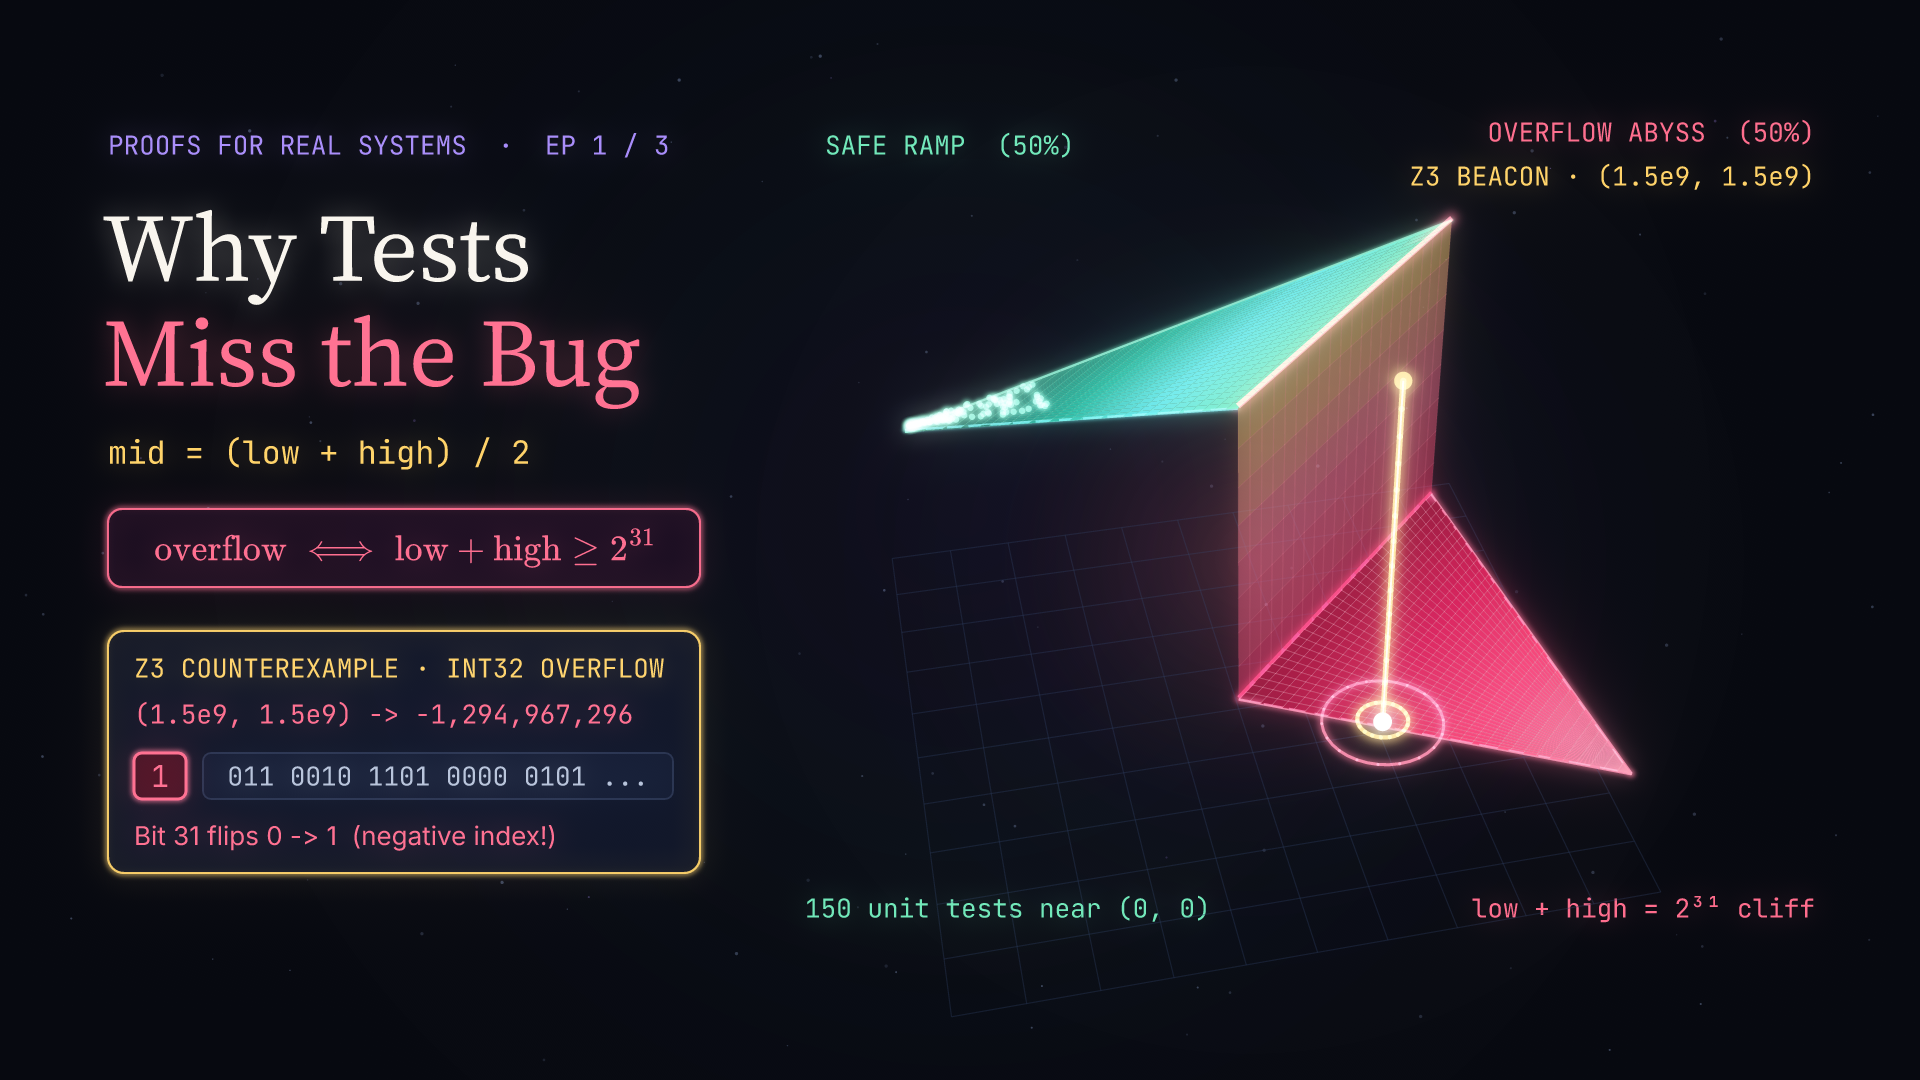 PROOFS FOR REAL SYSTEMS · EP 1 / 3
Why Tests
Miss the Bug
mid = (low + high) / 2
overflow ⟺ low + high ≥ 2³¹
Z3 COUNTEREXAMPLE · INT32 OVERFLOW
(1.5e9, 1.5e9) -> -1,294,967,296
1 011 0010 1101 0000 0101 ...
Bit 31 flips 0 -> 1 (negative index!)
SAFE RAMP (50%)
OVERFLOW ABYSS (50%)
Z3 BEACON · (1.5e9, 1.5e9)
150 unit tests near (0, 0)
low + high = 2³¹ cliff